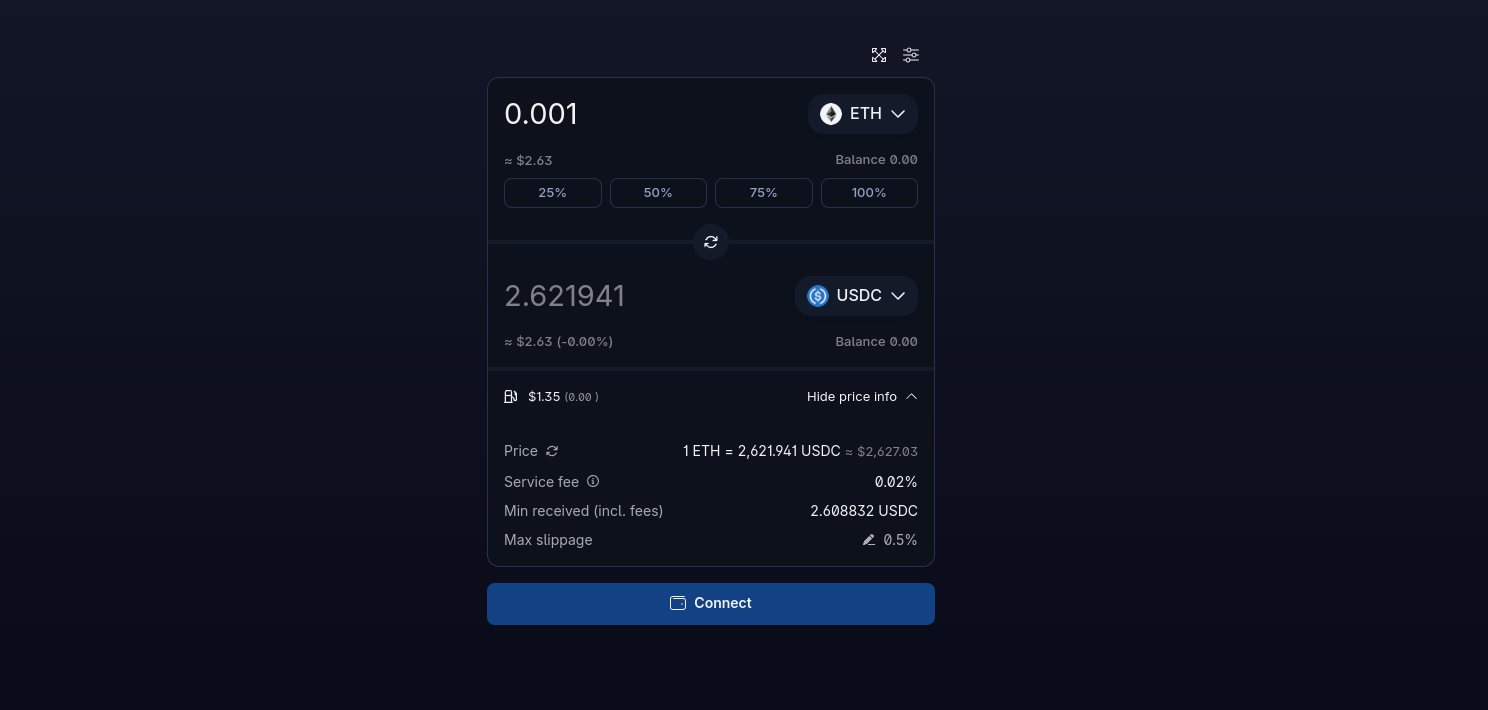 0.001 ETH
≈ $2.63 Balance 0.00
25% 50% 75% 100%
2.621941 USDC
≈ $2.63 (-0.00%) Balance 0.00
$1.35 (0.00 ) Hide price info
Price 1 ETH = 2,621.941 USDC ≈ $2,627.03
Service fee 0.02%
Min received (incl. fees) 2.608832 USDC
Max slippage 0.5%
Connect